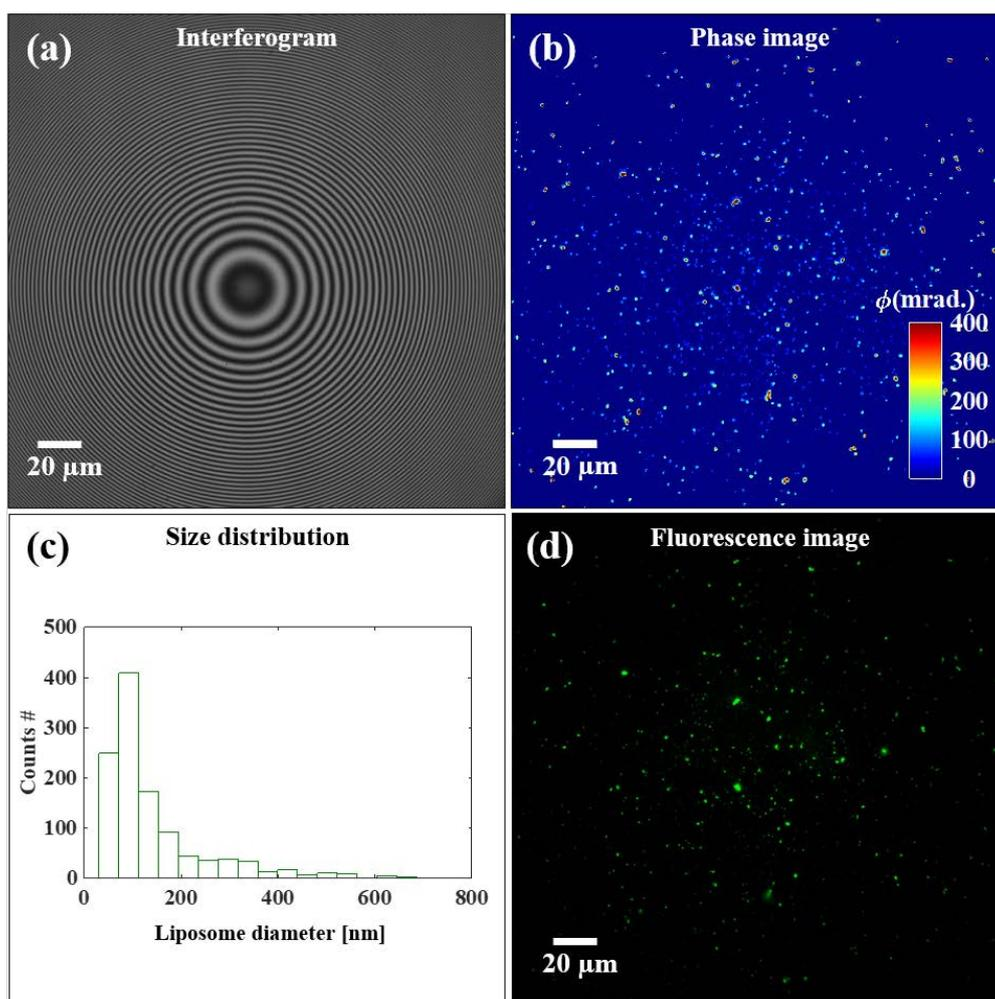 (a)
Interferogram
20 µm
(b)
Phase image
ϕ(mrad.)
400
300
200
100
0
20 µm
(c)
Size distribution
500
400
300
200
100
0
Counts #
0 200 400 600 800
Liposome diameter [nm]
(d)
Fluorescence image
20 µm